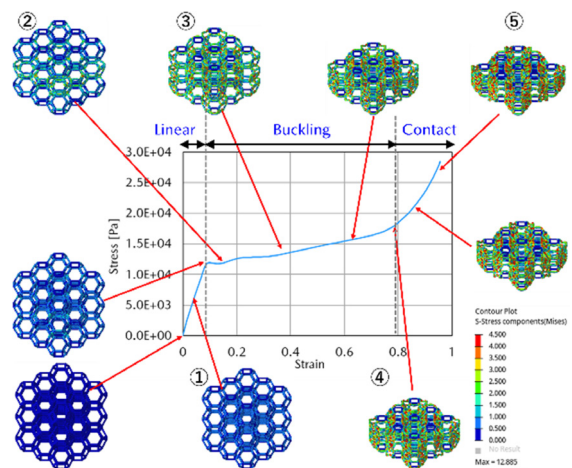 ②
③
⑤
Linear
Buckling
Contact
3.0E+04
2.5E+04
2.0E+04
1.5E+04
1.0E+04
5.0E+03
0.0E+00
Stress [Pa]
0
0.2
0.4
0.6
0.8
1
Strain
①
④
Contour Plot
S-Stress components(Mises)
4.500
4.000
3.500
3.000
2.500
2.000
1.500
1.000
0.500
0.000
No Result
Max = 12.885